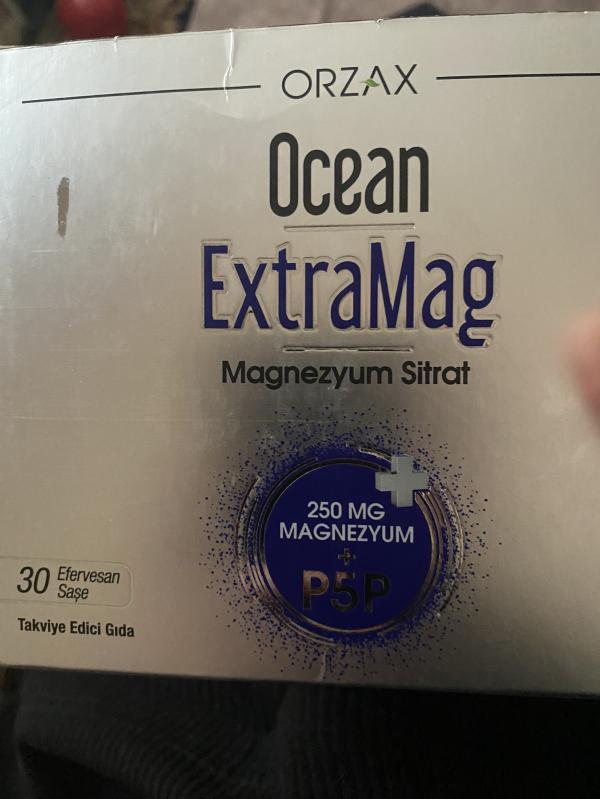 ORZAX
Ocean
ExtraMag
Magnezyum Sitrat
250 MG
MAGNEZYUM
+
P5P
30 Efervesan
Saşe
Takviye Edici Gıda